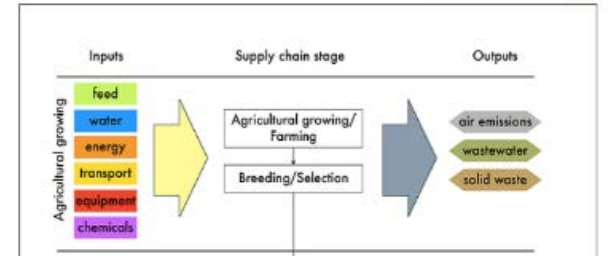 Inputs
Supply chain stage
Outputs
Agricultural growing
feed
water
energy
transport
equipment
chemicals
Agricultural growing/
Farming
Breeding/Selection
air emissions
wastewater
solid waste